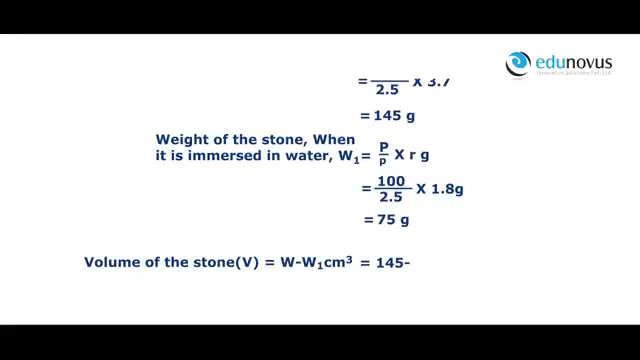 edunovus
= ―― X 3.7
2.5
= 145 g
Weight of the stone, When
it is immersed in water, W₁= P/p X r g
= 100/2.5 X 1.8g
= 75 g
Volume of the stone(V) = W-W₁cm³ = 145-